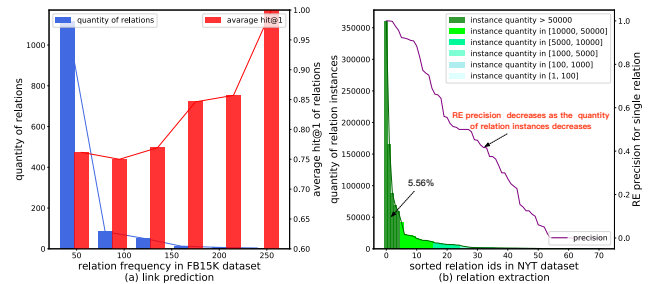 quantity of relations
average hit@1
1000
800
600
400
200
0
quantity of relations
1.00
0.95
0.90
0.85
0.80
0.75
0.70
0.65
0.60
average hit@1 of relations
50 100 150 200 250
relation frequency in FB15K dataset
(a) link prediction
350000
300000
250000
200000
150000
100000
50000
0
quantity of relation instances
instance quantity > 50000
instance quantity in [10000, 50000]
instance quantity in [5000, 10000]
instance quantity in [1000, 5000]
instance quantity in [100, 1000]
instance quantity in [1, 100]
RE precision decreases as the quantity
of relation instances decreases
5.56%
precision
1.0
0.8
0.6
0.4
0.2
0.0
RE precision for single relation
0 10 20 30 40 50 60 70
sorted relation ids in NYT dataset
(b) relation extraction